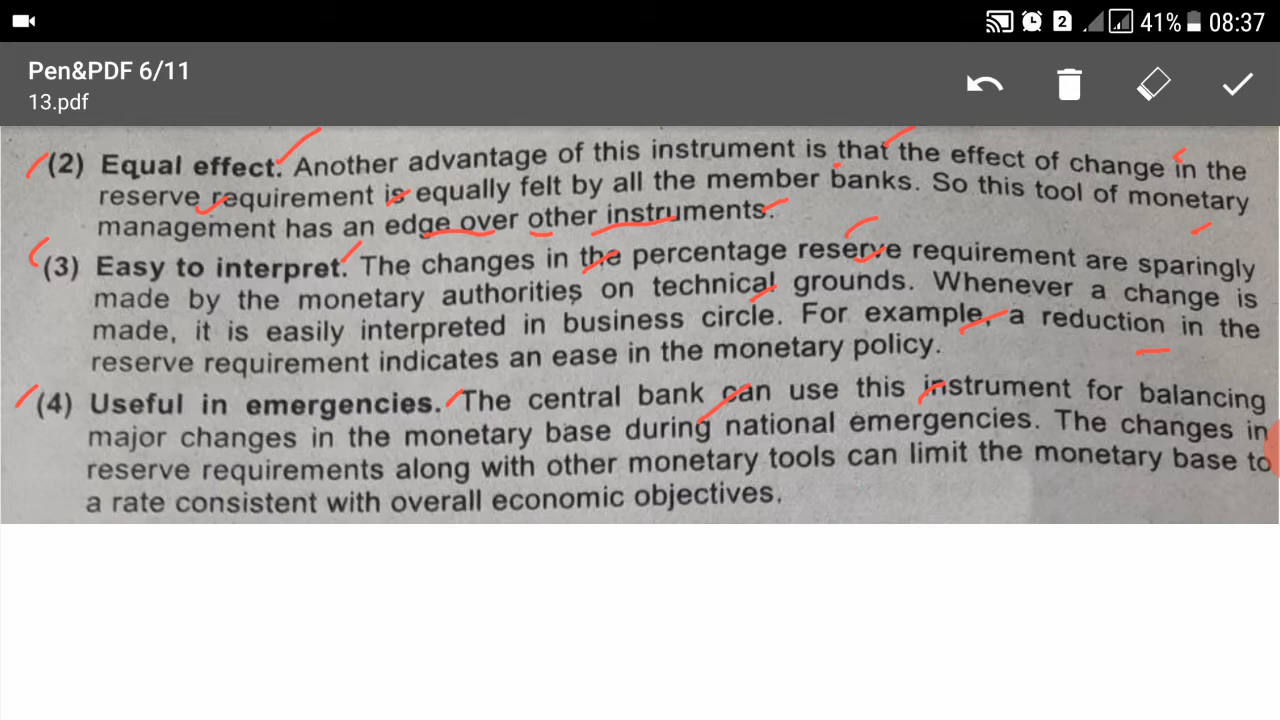 2 41% 08:37
Pen&PDF 6/11
13.pdf
(2) Equal effect. Another advantage of this instrument is that the effect of change in the
reserve requirement is equally felt by all the member banks. So this tool of monetary
management has an edge over other instruments.
(3) Easy to interpret. The changes in the percentage reserve requirement are sparingly
made by the monetary authorities on technical grounds. Whenever a change is
made, it is easily interpreted in business circle. For example, a reduction in the
reserve requirement indicates an ease in the monetary policy.
(4) Useful in emergencies. The central bank can use this instrument for balancing
major changes in the monetary base during national emergencies. The changes in
reserve requirements along with other monetary tools can limit the monetary base to
a rate consistent with overall economic objectives.